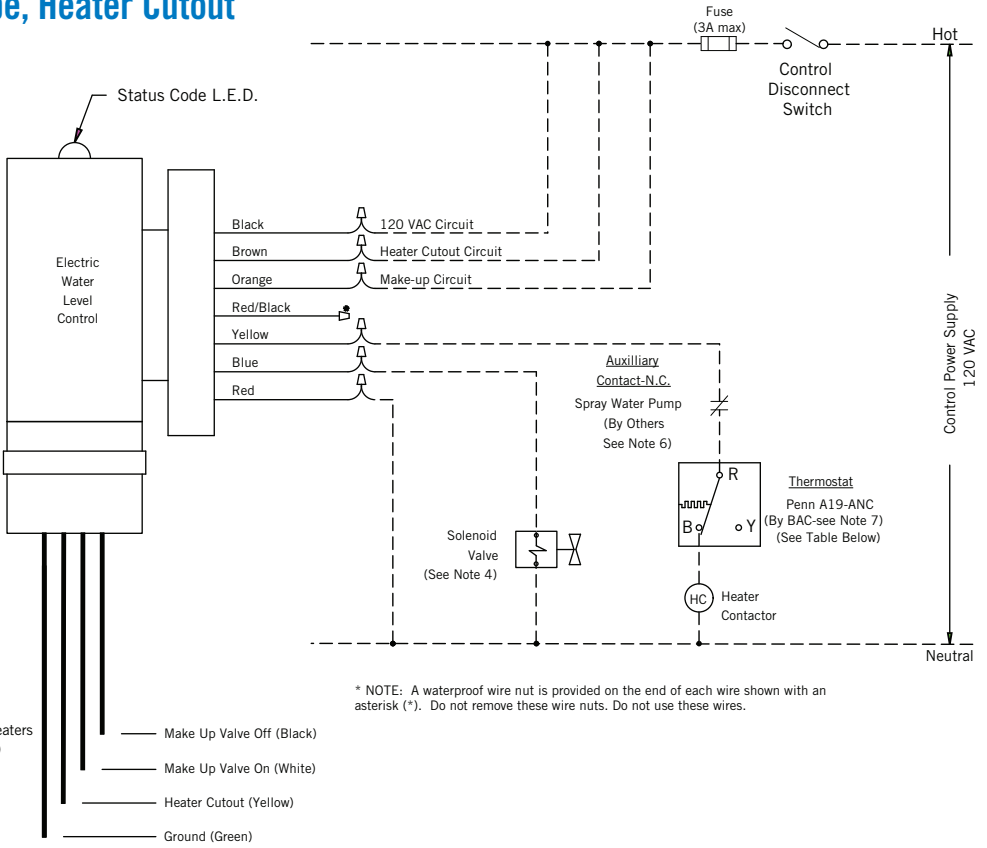 Heater Cutout
Fuse
(3A max)
Hot
Control
Disconnect
Switch
Status Code L.E.D.
Electric
Water
Level
Control
Black
120 VAC Circuit
Brown
Heater Cutout Circuit
Orange
Make-up Circuit
Red/Black
*
Yellow
Blue
Red
Auxilliary
Contact-N.C.
Spray Water Pump
(By Others
See Note 6)
Control Power Supply
120 VAC
R
B
Y
Thermostat
Penn A19-ANC
(By BAC-see Note 7)
(See Table Below)
Solenoid
Valve
(See Note 4)
HC
Heater
Contactor
Neutral
* NOTE: A waterproof wire nut is provided on the end of each wire shown with an
asterisk (*). Do not remove these wire nuts. Do not use these wires.
Make Up Valve Off (Black)
Make Up Valve On (White)
Heater Cutout (Yellow)
Ground (Green)